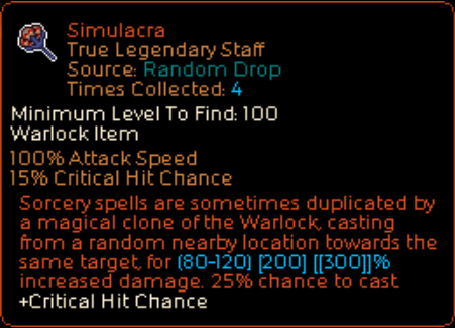 Simulacra
True Legendary Staff
Source: Random Drop
Times Collected: 4
Minimum Level To Find: 100
Warlock Item
100% Attack Speed
15% Critical Hit Chance
Sorcery spells are sometimes duplicated by
a magical clone of the Warlock, casting
from a random nearby location towards the
same target, for (80-120) [200] [[300]]%
increased damage. 25% chance to cast
+Critical Hit Chance